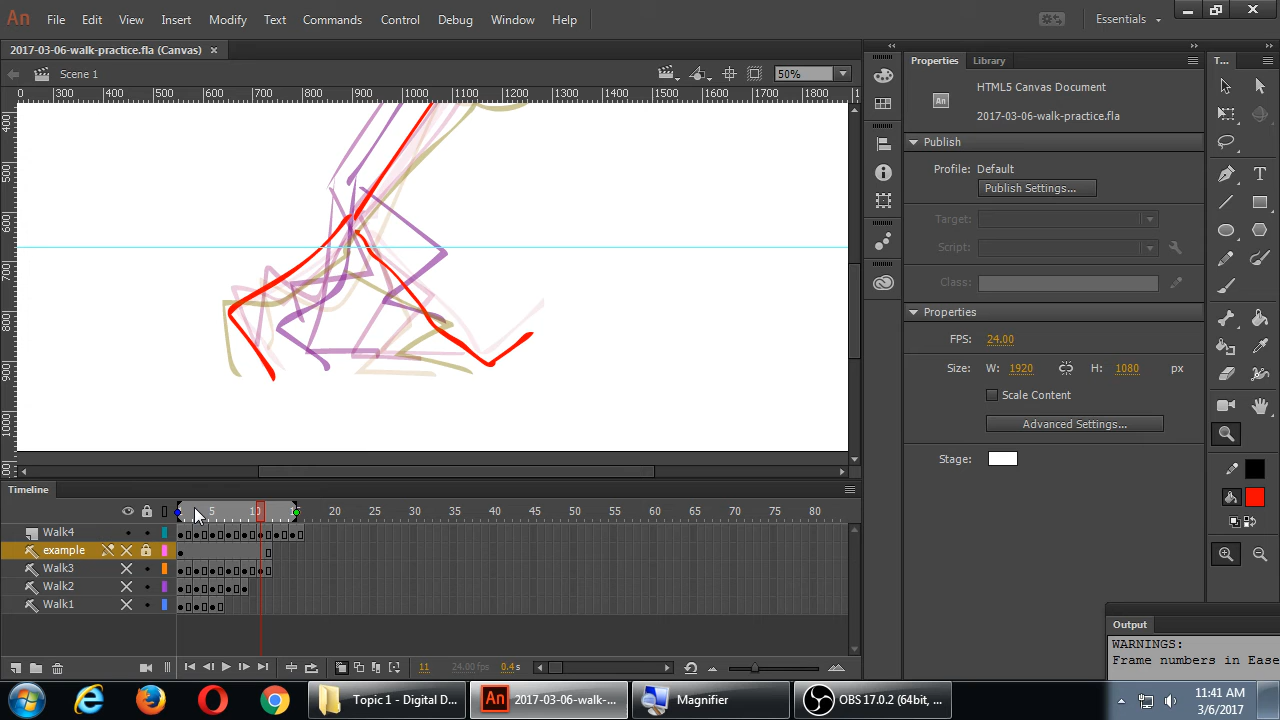 An File Edit View Insert Modify Text Commands Control Debug Window Help Essentials
2017-03-06-walk-practice.fla (Canvas) ×
Scene 1 50%
0 300 400 500 600 700 800 900 1000 1100 1200 1300 1400 1500 1600 1700 1800 1
400
500
600
700
800
900
1000
Properties Library
HTML5 Canvas Document
An
2017-03-06-walk-practice.fla
Publish
Profile: Default
Publish Settings...
Target:
Script:
Class:
Properties
FPS: 24.00
Size: W: 1920 H: 1080 px
Scale Content
Advanced Settings...
Stage:
T...
Timeline
5 10 15 20 25 30 35 40 45 50 55 60 65 70 75 80
Walk4
example
Walk3
Walk2
Walk1
11 24.00 fps 0.4 s
Output
WARNINGS:
Frame numbers in Ease
Topic 1 - Digital D...
An 2017-03-06-walk-...
Magnifier
OBS 17.0.2 (64bit, ...
11:41 AM
3/6/2017